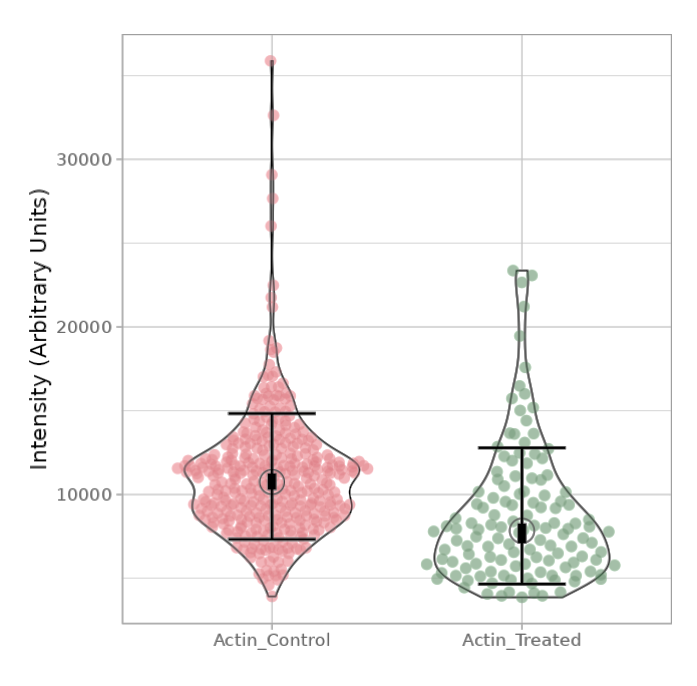 Intensity (Arbitrary Units)
30000
20000
10000
Actin_Control
Actin_Treated